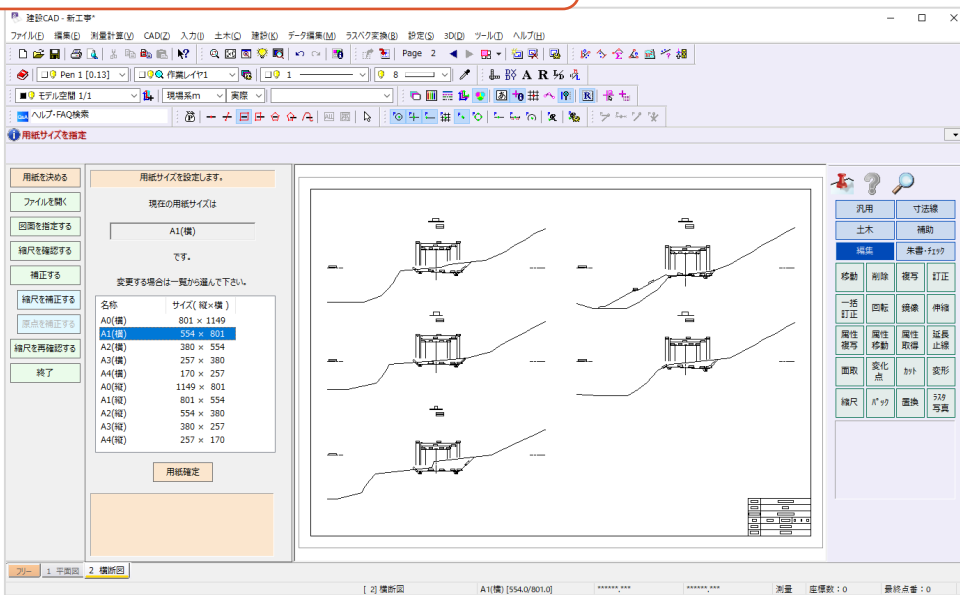 建設CAD - 新工事*
ファイル(F) 編集(E) 測量計算(V) CAD(Z) 入力(I) 土木(C) 建設(K) データ編集(M) ラスベク変換(B) 設定(S) 3D(D) ツール(T) ヘルプ(H)
Page 2
Pen 1 [0.13] 作業レイヤ1 1 8
モデル空間 1/1 現場系m 実際
ヘルプ・FAQ検索
用紙サイズを指定
用紙を決める
ファイルを開く
図面を指定する
縮尺を確認する
補正する
縮尺を補正する
原点を補正する
縮尺を再確認する
終了
用紙サイズを設定します。
現在の用紙サイズは
A1(横)
です。
変更する場合は一覧から選んで下さい。
名称 サイズ( 縦×横 )
A0(横) 801 × 1149
A1(横) 554 × 801
A2(横) 380 × 554
A3(横) 257 × 380
A4(横) 170 × 257
A0(縦) 1149 × 801
A1(縦) 801 × 554
A2(縦) 554 × 380
A3(縦) 380 × 257
A4(縦) 257 × 170
用紙確定
汎用 寸法線
土木 補助
編集 朱書・チェック
移動 削除 複写 訂正
一括訂正 回転 鏡像 伸縮
属性複写 属性移動 属性取得 延長止線
面取 変化点 カット 変形
縮尺 パック 置換 ラスタ写真
フリー 1 平面図 2 横断図
[ 2] 横断図 A1(横) [554.0/801.0] ******.*** ******.*** 測量 座標数：0 最終点番：0